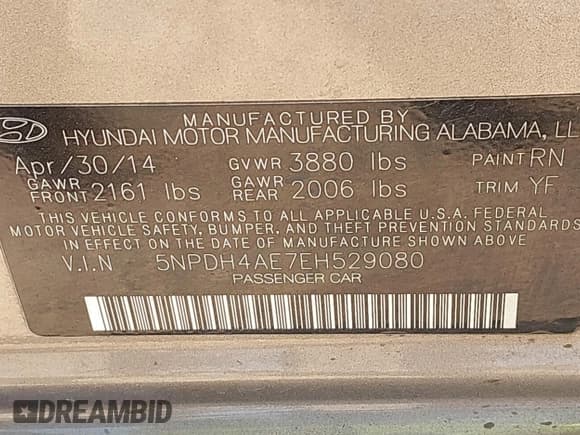 MANUFACTURED BY
HYUNDAI MOTOR MANUFACTURING ALABAMA, LL
Apr/30/14 GVWR 3880 lbs PAINT RN
GAWR FRONT 2161 lbs GAWR REAR 2006 lbs TRIM YF
THIS VEHICLE CONFORMS TO ALL APPLICABLE U.S.A. FEDERAL
MOTOR VEHICLE SAFETY, BUMPER, AND THEFT PREVENTION STANDARDS
IN EFFECT ON THE DATE OF MANUFACTURE SHOWN ABOVE.
V.I.N 5NPDH4AE7EH529080
PASSENGER CAR
DREAMBID